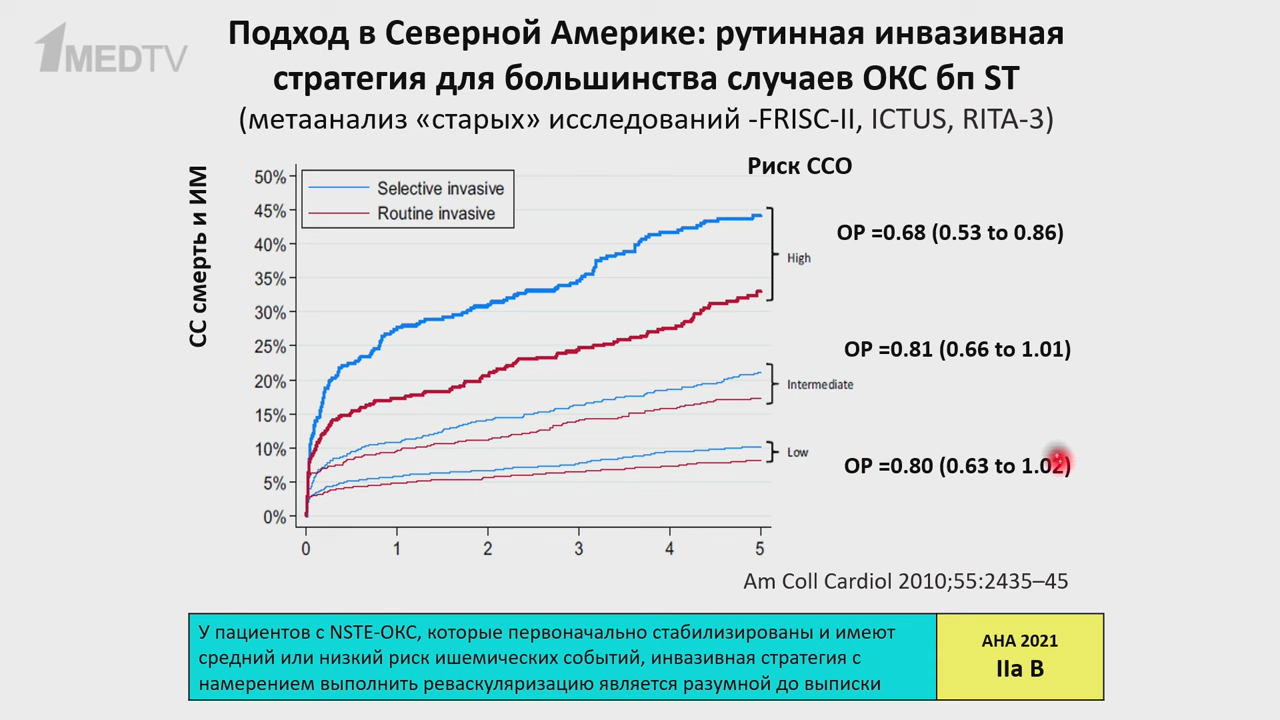 1MEDTV
Подход в Северной Америке: рутинная инвазивная
стратегия для большинства случаев ОКС бп ST
(метаанализ «старых» исследований -FRISC-II, ICTUS, RITA-3)
Риск ССО
СС смерть и ИМ
50%
45%
40%
35%
30%
25%
20%
15%
10%
5%
0%
Selective invasive
Routine invasive
High
ОР =0.68 (0.53 to 0.86)
Intermediate
ОР =0.81 (0.66 to 1.01)
Low
ОР =0.80 (0.63 to 1.02)
0 1 2 3 4 5
Am Coll Cardiol 2010;55:2435–45
У пациентов с NSTE-ОКС, которые первоначально стабилизированы и имеют
средний или низкий риск ишемических событий, инвазивная стратегия с
намерением выполнить реваскуляризацию является разумной до выписки
АНА 2021
IIa B